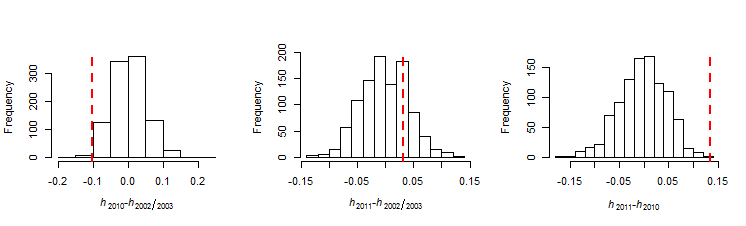 Frequency
0 100 200 300
-0.2 -0.1 0.0 0.1 0.2
h2010-h2002/2003
Frequency
0 50 100 150 200
-0.15 -0.05 0.05 0.15
h2011-h2002/2003
Frequency
0 50 100 150
-0.15 -0.05 0.05 0.15
h2011-h2010